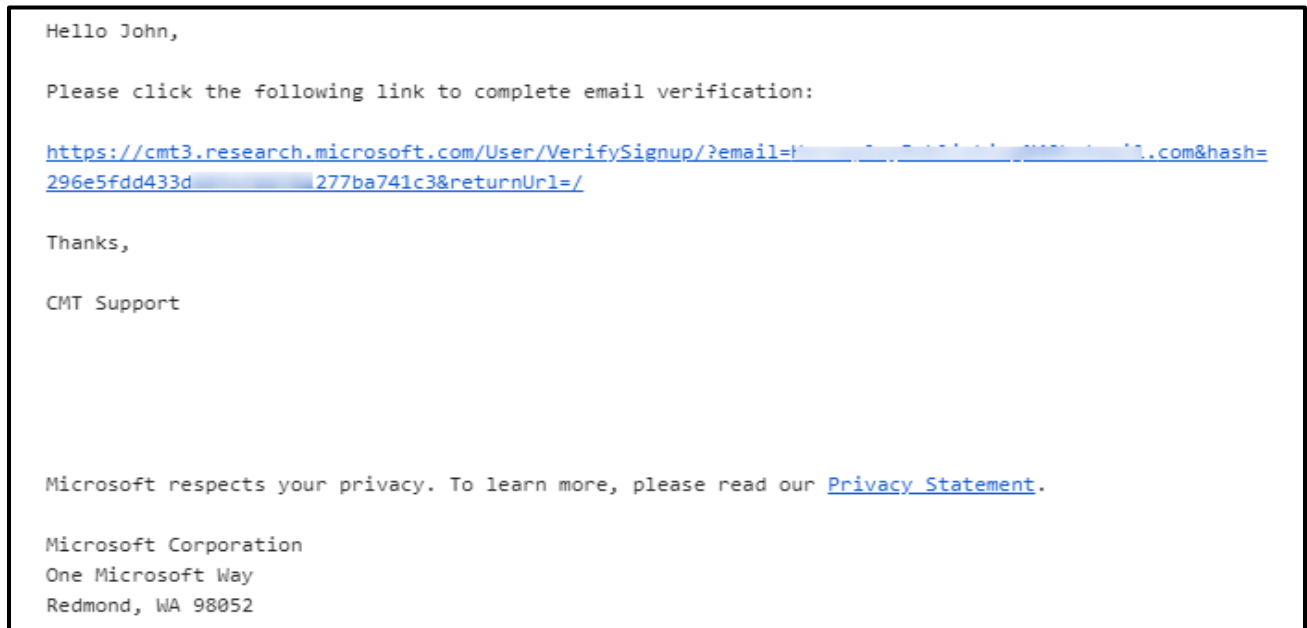 Hello John,
Please click the following link to complete email verification:
https://cmt3.research.microsoft.com/User/VerifySignup/?email= .com&hash=
296e5fdd433d 277ba741c3&returnUrl=/
Thanks,
CMT Support
Microsoft respects your privacy. To learn more, please read our Privacy Statement.
Microsoft Corporation
One Microsoft Way
Redmond, WA 98052